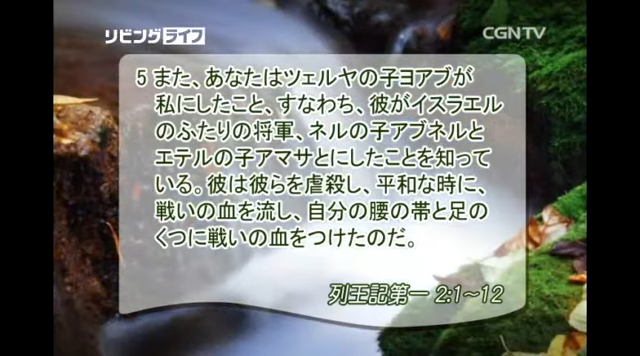 リビングライフ
CGNTV
5 また、あなたはツェルヤの子ヨアブが
私にしたこと、すなわち、彼がイスラエル
のふたりの将軍、ネルの子アブネルと
エテルの子アマサとにしたことを知って
いる。彼は彼らを虐殺し、平和な時に、
戦いの血を流し、自分の腰の帯と足の
くつに戦いの血をつけたのだ。
列王記第一 2:1~12